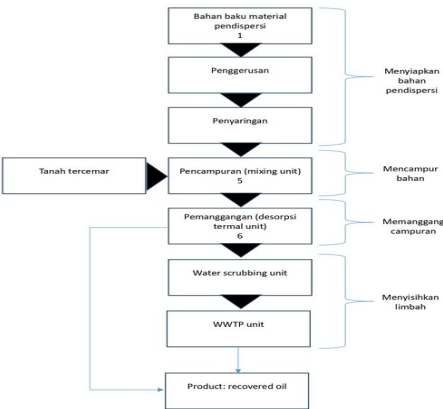 Bahan baku material
pendispersi
1
Penggerusan
Menyiapkan
bahan
pendispersi
Penyaringan
Tanah tercemar
Pencampuran (mixing unit)
5
Mencampur
bahan
Pemanggangan (desorpsi
termal unit)
6
Memanggang
campuran
Water scrubbing unit
Menyisihkan
limbah
WWTP unit
Product: recovered oil